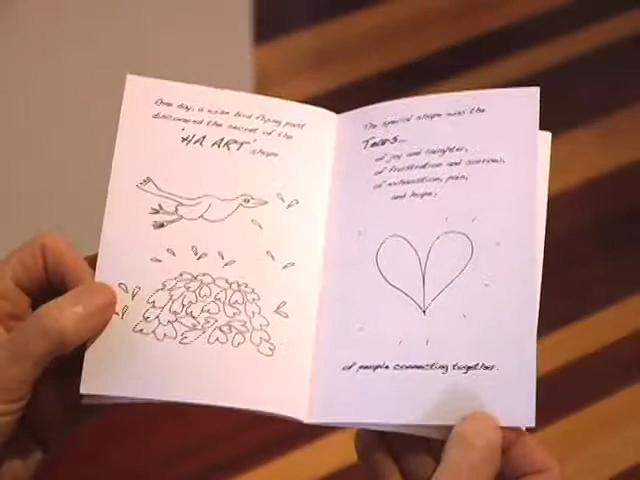 One day, a wise bird flying past
discovered the secret of the
'HA ART' shape
The special shape was the
Tears...
of joy and laughter,
of frustration and sorrow,
of exhaustion, pain,
and hope,
of people connecting together.